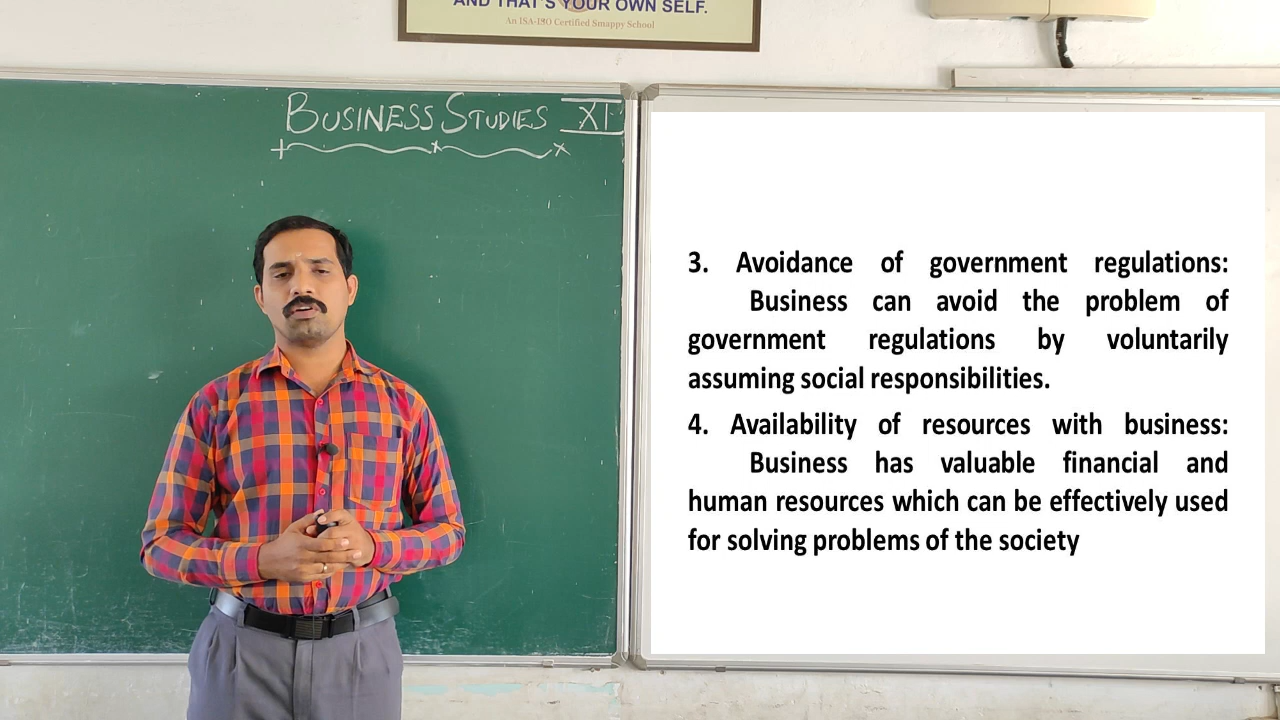 AND THAT'S YOUR OWN SELF.
An ISA-ISO Certified Smappy School
BUSINESS STUDIES XI
3. Avoidance of government regulations:
Business can avoid the problem of
government regulations by voluntarily
assuming social responsibilities.
4. Availability of resources with business:
Business has valuable financial and
human resources which can be effectively used
for solving problems of the society